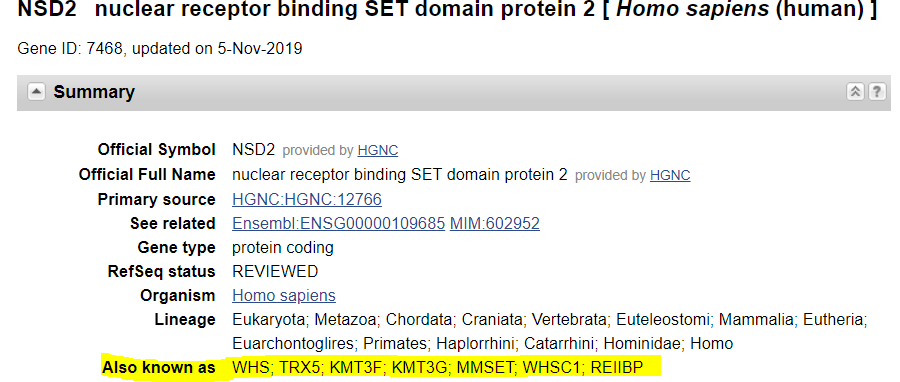 NSD2 nuclear receptor binding SET domain protein 2 [ Homo sapiens (human) ]
Gene ID: 7468, updated on 5-Nov-2019
Summary
Official Symbol NSD2 provided by HGNC
Official Full Name nuclear receptor binding SET domain protein 2 provided by HGNC
Primary source HGNC:HGNC:12766
See related Ensembl:ENSG00000109685 MIM:602952
Gene type protein coding
RefSeq status REVIEWED
Organism Homo sapiens
Lineage Eukaryota; Metazoa; Chordata; Craniata; Vertebrata; Euteleostomi; Mammalia; Eutheria;
Euarchontoglires; Primates; Haplorrhini; Catarrhini; Hominidae; Homo
Also known as WHS; TRX5; KMT3F; KMT3G; MMSET; WHSC1; REIIBP